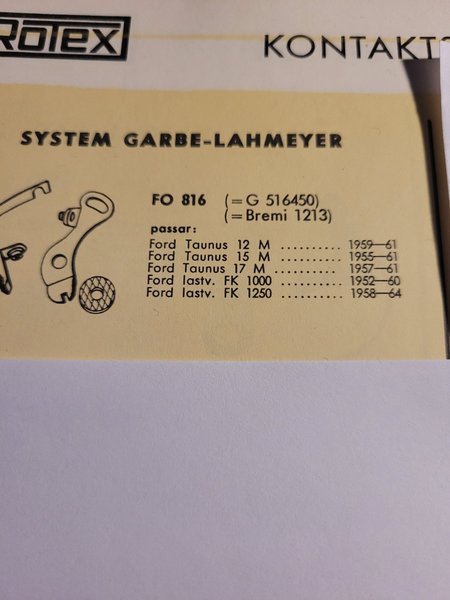 ROTEX
KONTAKTS
SYSTEM GARBE-LAHMEYER
FO 816 (=G 516450)
(=Bremi 1213)
passar:
Ford Taunus 12 M .......... 1959—61
Ford Taunus 15 M .......... 1955—61
Ford Taunus 17 M ......... 1957—61
Ford lastv. FK 1000 .......... 1952—60
Ford lastv. FK 1250 .......... 1958—64